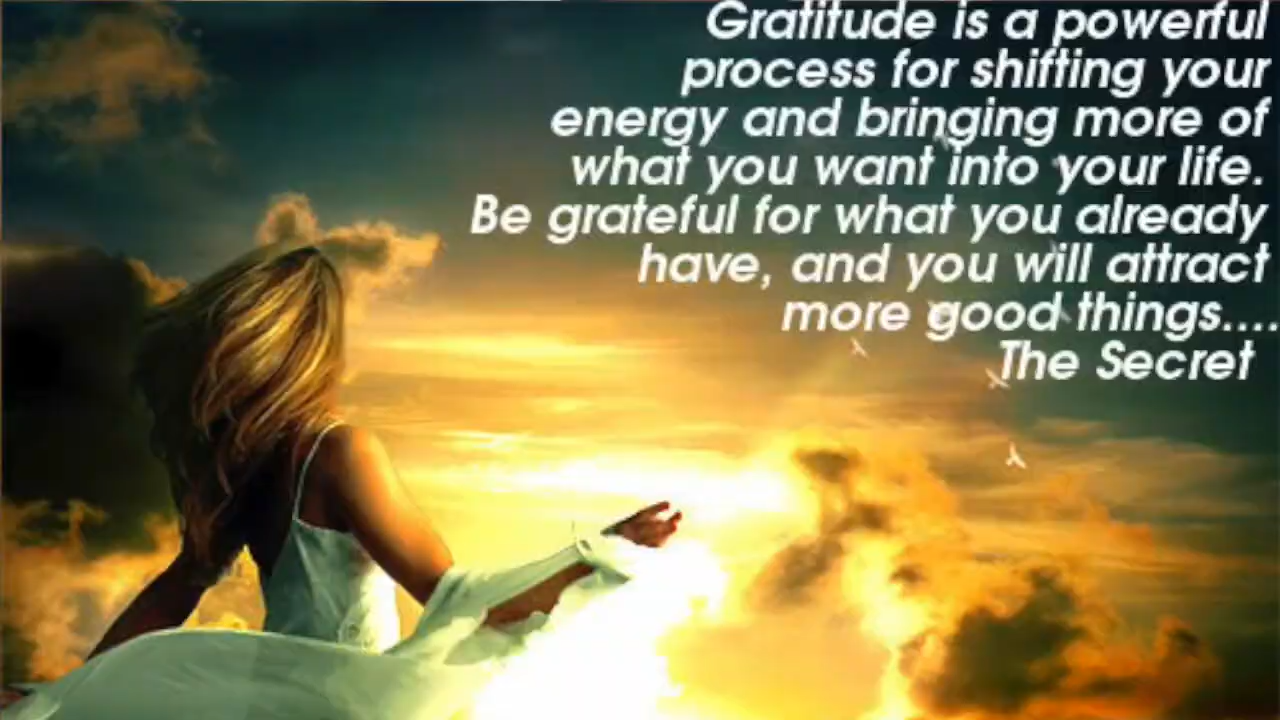 Gratitude is a powerful
process for shifting your
energy and bringing more of
what you want into your life.
Be grateful for what you already
have, and you will attract
more good things....
The Secret